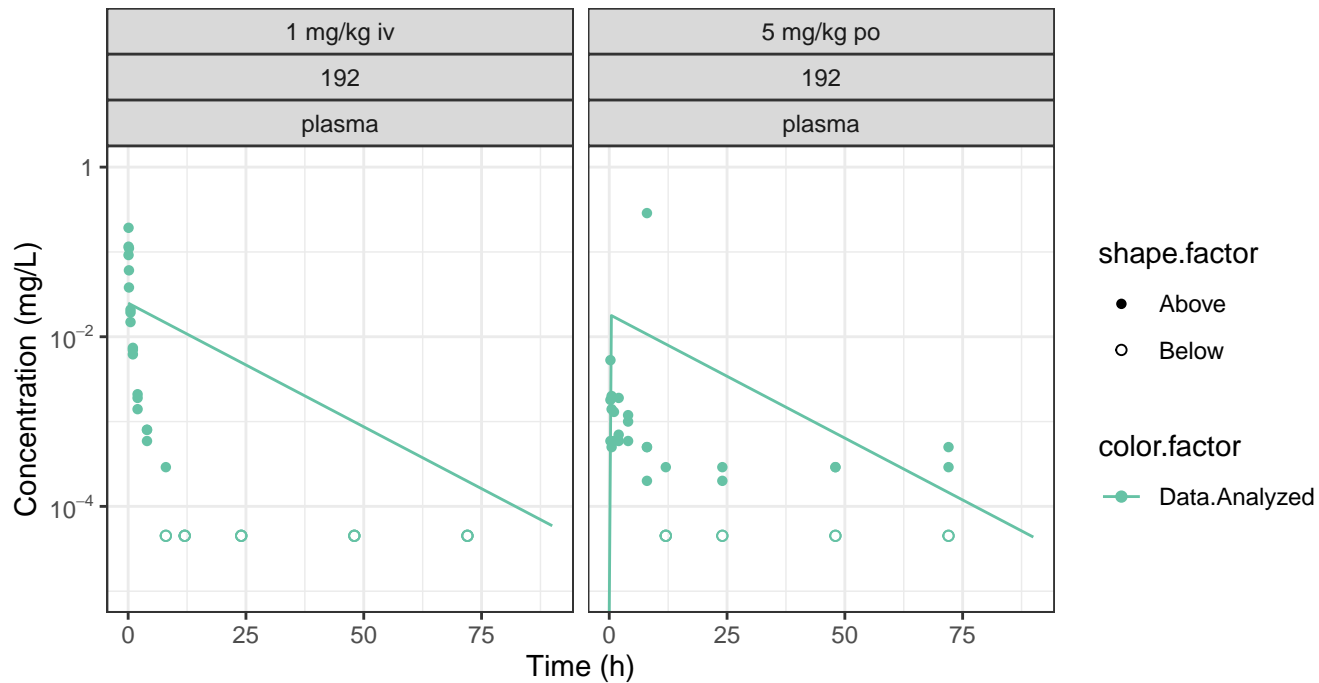 1 mg/kg iv
5 mg/kg po
192
192
plasma
plasma
1
10⁻²
10⁻⁴
Concentration (mg/L)
0
25
50
75
0
25
50
75
Time (h)
shape.factor
Above
Below
color.factor
Data.Analyzed